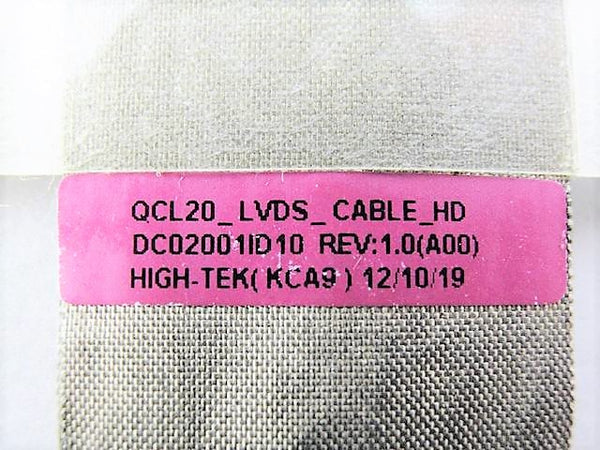 QCL20_LVDS_CABLE_HD
DC02001ID10 REV:1.0(A00)
HIGH-TEK(KCA9) 12/10/19